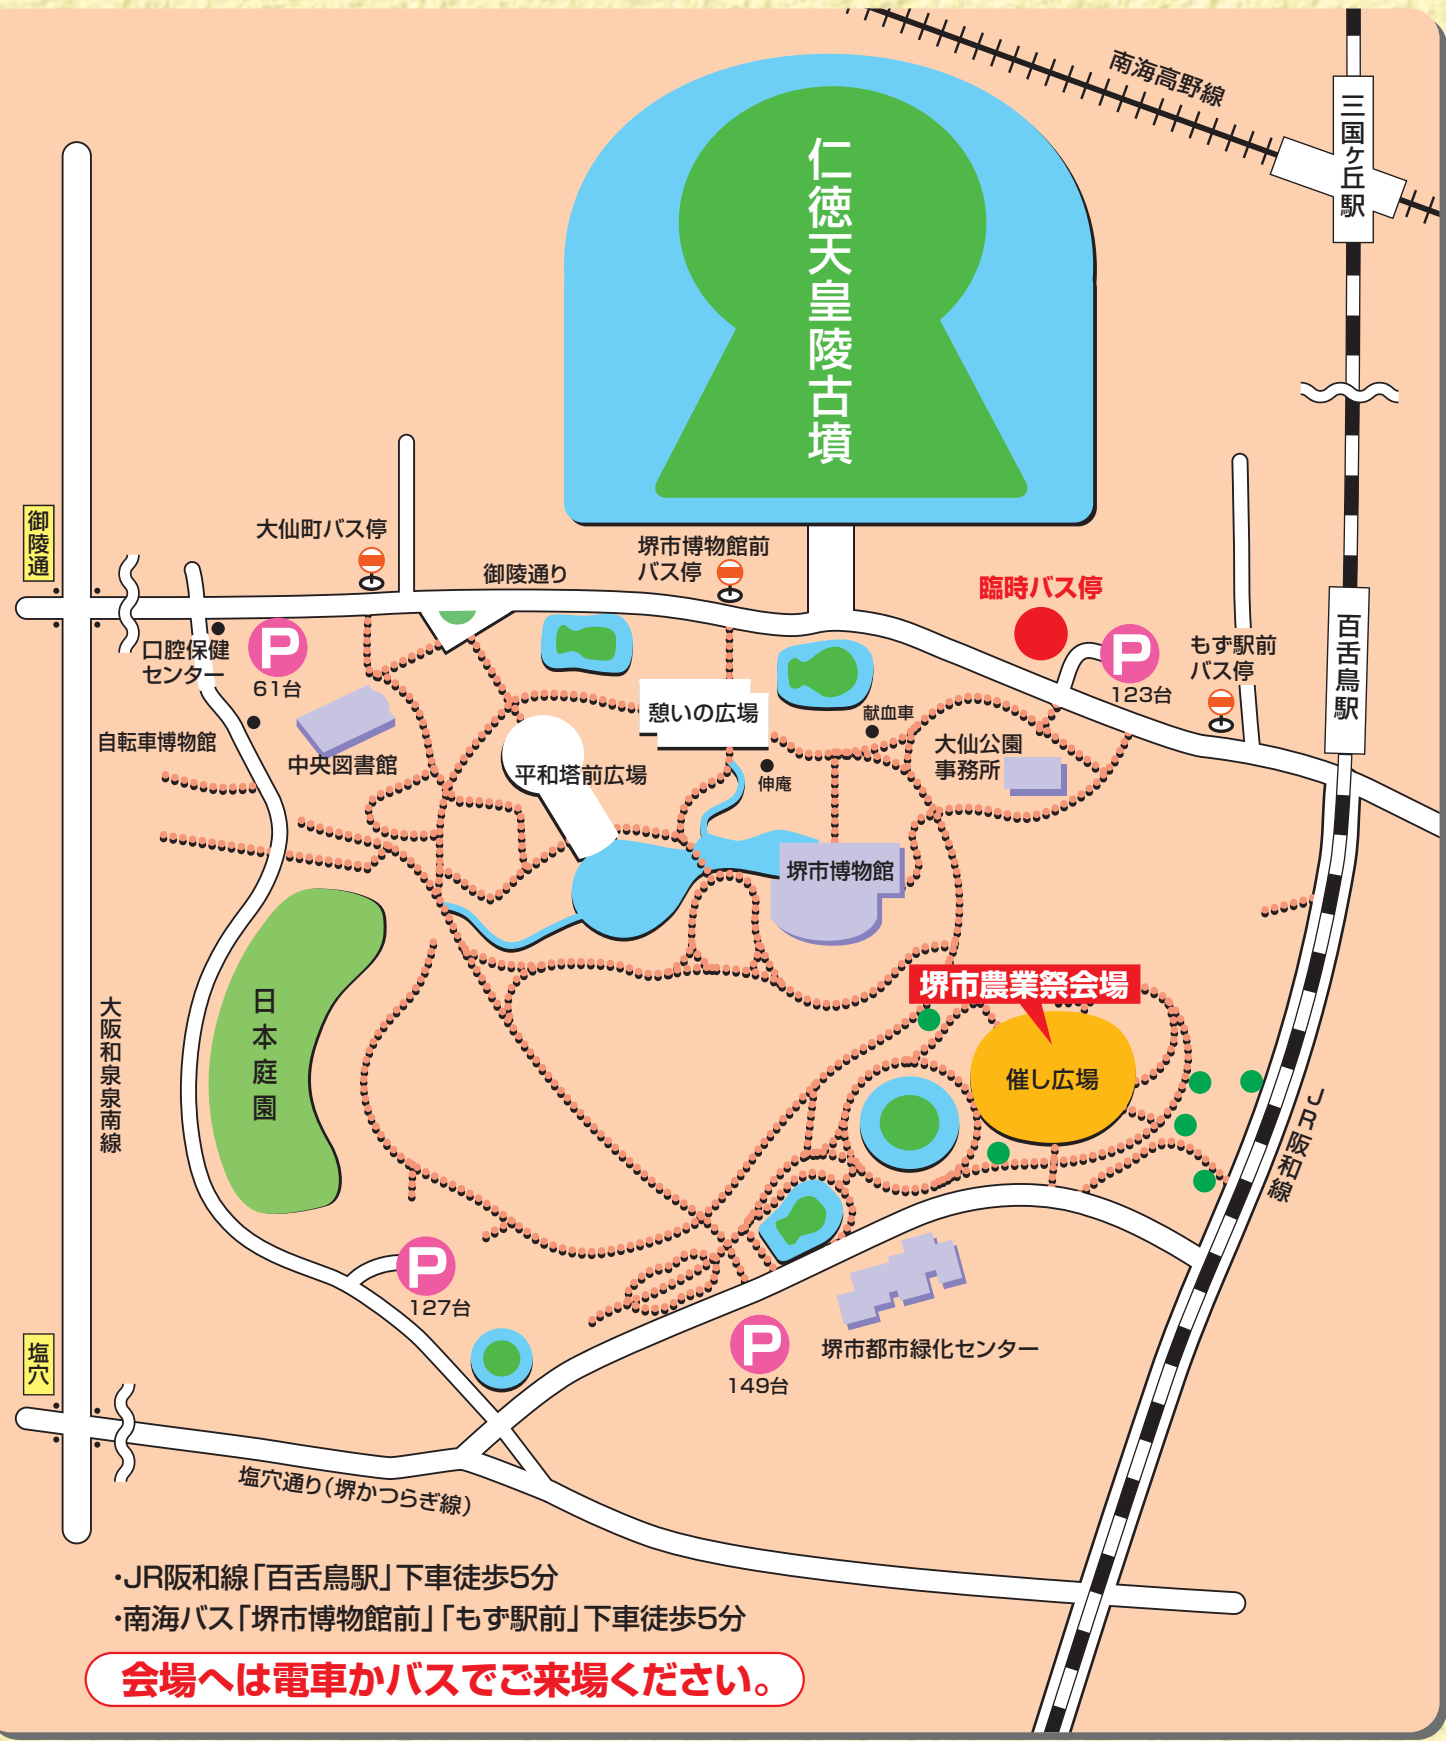 南海高野線
三国ヶ丘駅
仁徳天皇陵古墳
御陵通
大仙町バス停
御陵通り
堺市博物館前
バス停
臨時バス停
P
123台
もず駅前
バス停
百舌鳥駅
口腔保健
センター
P
61台
自転車博物館
中央図書館
憩いの広場
平和塔前広場
伸庵
献血車
大仙公園
事務所
堺市博物館
堺市農業祭会場
催し広場
日本庭園
大阪和泉泉南線
JR阪和線
P
127台
P
149台
堺市都市緑化センター
塩穴
塩穴通り(堺かつらぎ線)
・JR阪和線「百舌鳥駅」下車徒歩5分
・南海バス「堺市博物館前」「もず駅前」下車徒歩5分
会場へは電車かバスでご来場ください。